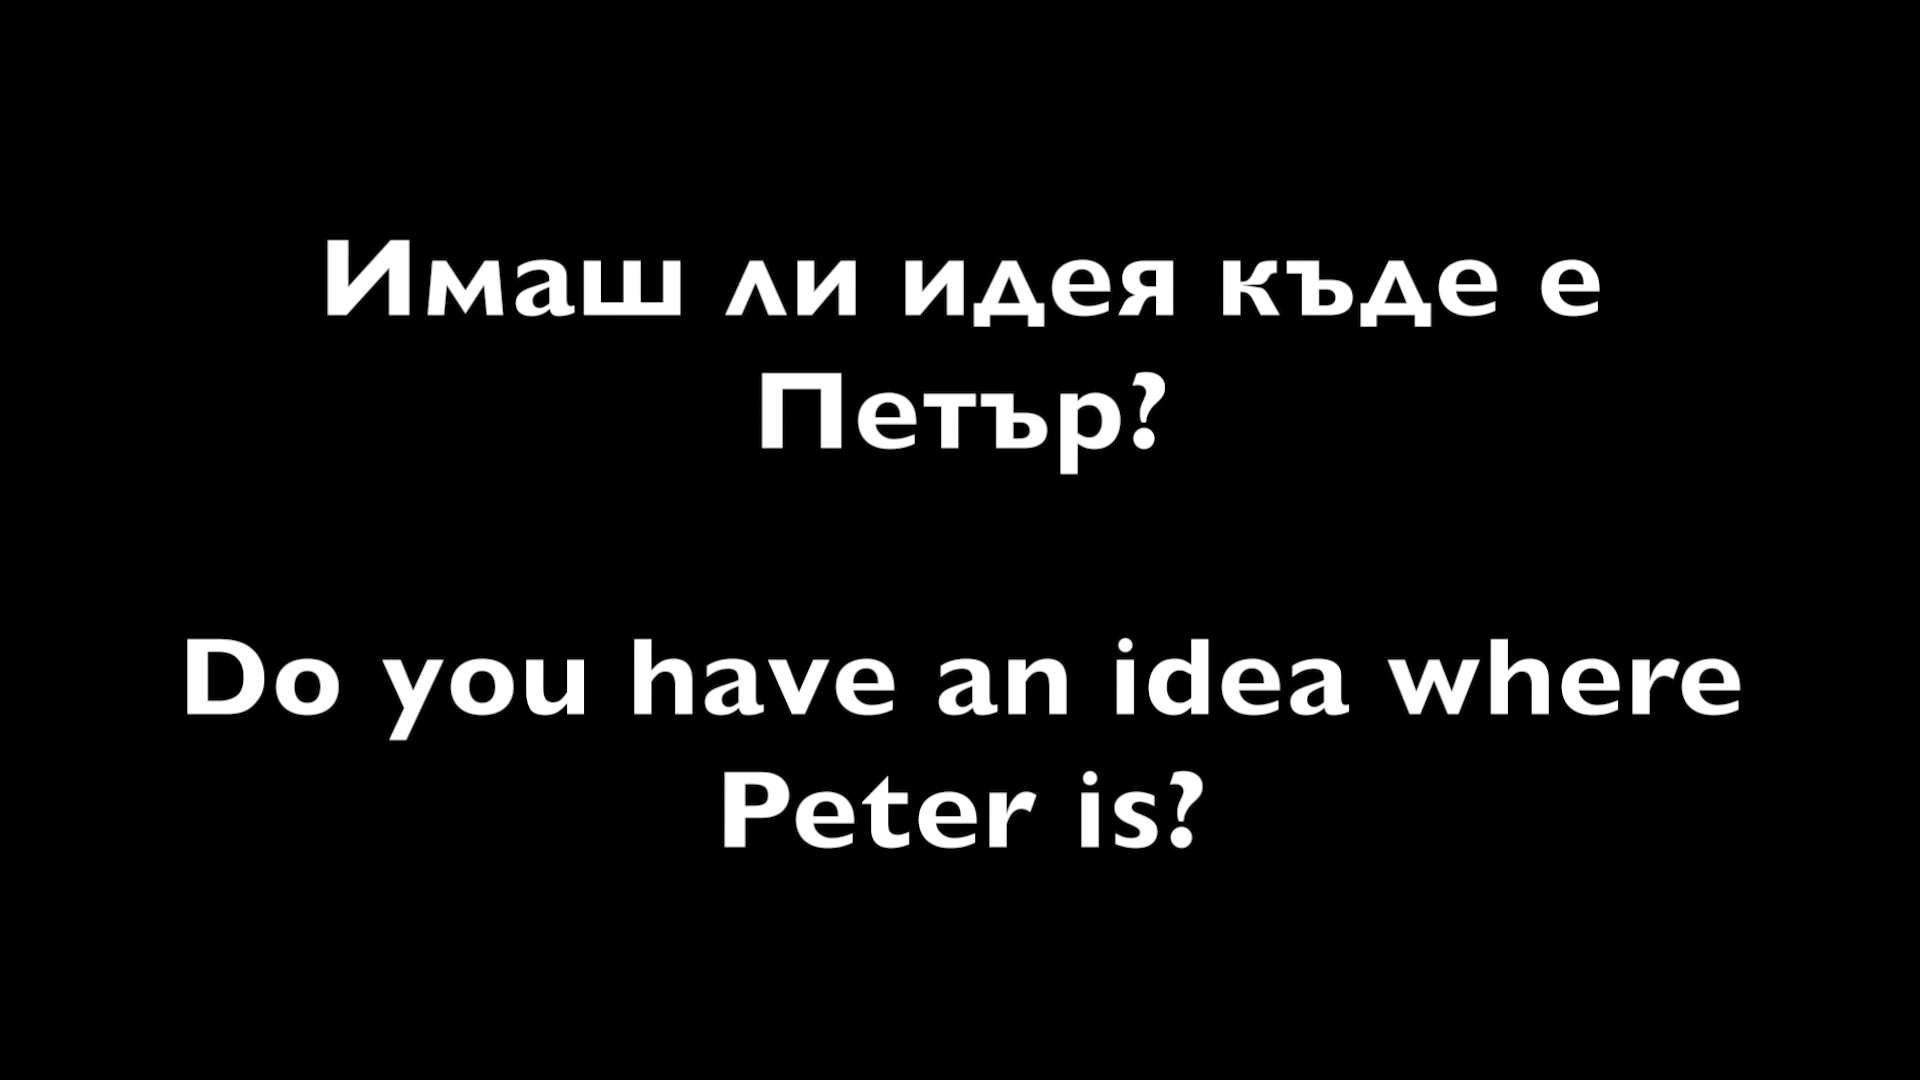 Имаш ли идея къде е
Петър?
Do you have an idea where
Peter is?